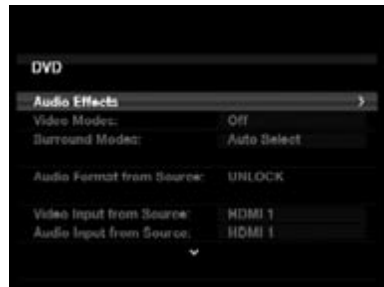 DVD
Audio Effects >
Video Modes: Off
Surround Modes: Auto Select
Audio Format from Source: UNLOCK
Video Input from Source: HDMI 1
Audio Input from Source: HDMI 1